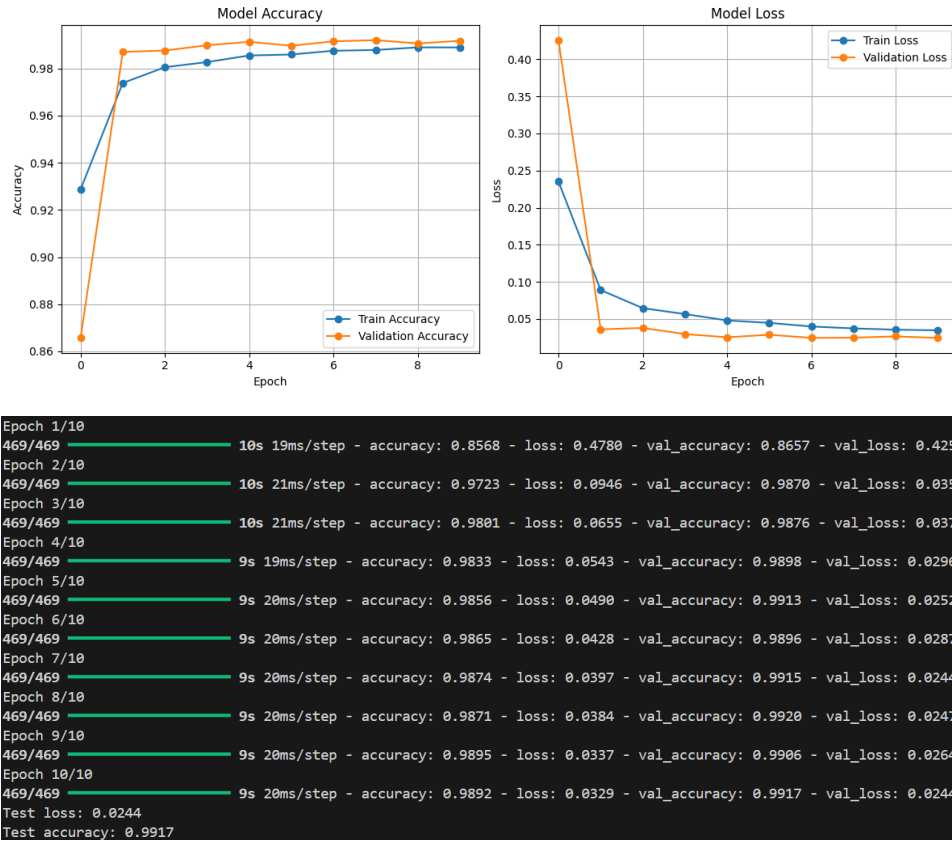 Model Accuracy
0.98
0.96
0.94
0.92
0.90
0.88
0.86
Accuracy
Train Accuracy
Validation Accuracy
0 2 4 6 8
Epoch
Model Loss
0.40
0.35
0.30
0.25
0.20
0.15
0.10
0.05
Loss
Train Loss
Validation Loss
0 2 4 6 8
Epoch
Epoch 1/10
469/469 10s 19ms/step - accuracy: 0.8568 - loss: 0.4780 - val_accuracy: 0.8657 - val_loss: 0.425
Epoch 2/10
469/469 10s 21ms/step - accuracy: 0.9723 - loss: 0.0946 - val_accuracy: 0.9870 - val_loss: 0.035
Epoch 3/10
469/469 10s 21ms/step - accuracy: 0.9801 - loss: 0.0655 - val_accuracy: 0.9876 - val_loss: 0.037
Epoch 4/10
469/469 9s 19ms/step - accuracy: 0.9833 - loss: 0.0543 - val_accuracy: 0.9898 - val_loss: 0.0296
Epoch 5/10
469/469 9s 20ms/step - accuracy: 0.9856 - loss: 0.0490 - val_accuracy: 0.9913 - val_loss: 0.0252
Epoch 6/10
469/469 9s 20ms/step - accuracy: 0.9865 - loss: 0.0428 - val_accuracy: 0.9896 - val_loss: 0.0287
Epoch 7/10
469/469 9s 20ms/step - accuracy: 0.9874 - loss: 0.0397 - val_accuracy: 0.9915 - val_loss: 0.0244
Epoch 8/10
469/469 9s 20ms/step - accuracy: 0.9871 - loss: 0.0384 - val_accuracy: 0.9920 - val_loss: 0.0247
Epoch 9/10
469/469 9s 20ms/step - accuracy: 0.9895 - loss: 0.0337 - val_accuracy: 0.9906 - val_loss: 0.0264
Epoch 10/10
469/469 9s 20ms/step - accuracy: 0.9892 - loss: 0.0329 - val_accuracy: 0.9917 - val_loss: 0.0244
Test loss: 0.0244
Test accuracy: 0.9917